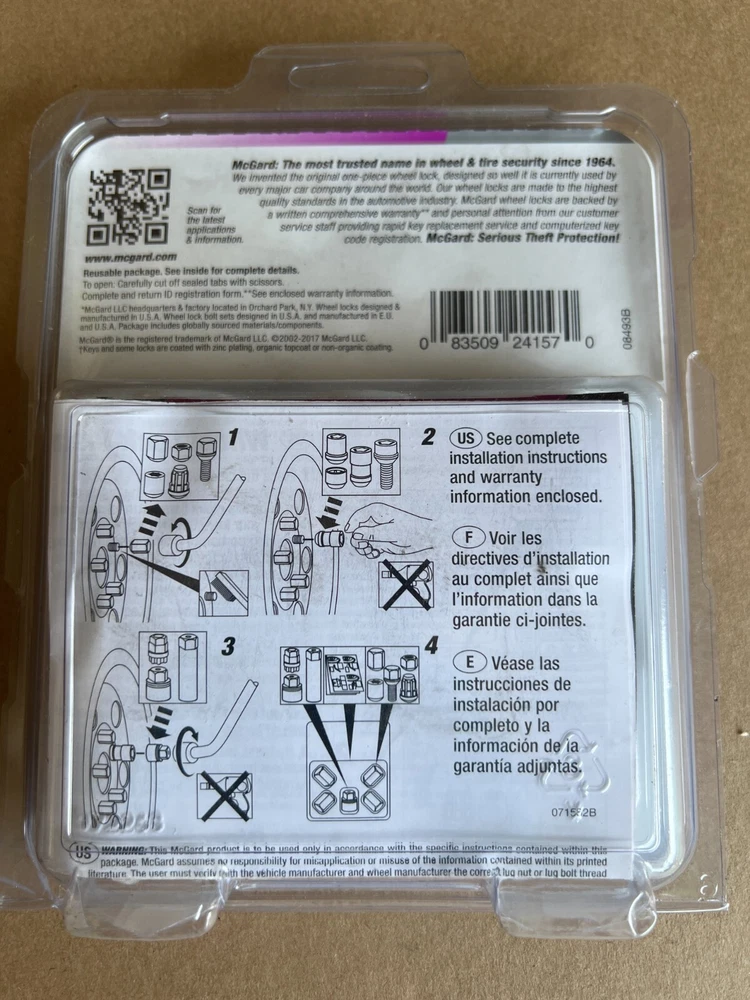 McGard: The most trusted name in wheel & tire security since 1964.
We invented the original one-piece wheel lock, designed so well it is currently used by
every major car company around the world. Our wheel locks are made to the highest
quality standards in the automotive industry. McGard wheel locks are backed by
a written comprehensive warranty** and personal attention from our customer
service staff providing rapid key replacement service and computerized key
code registration. McGard: Serious Theft Protection!
Scan for
the latest
applications
& information.
www.mcgard.com
Reusable package. See inside for complete details.
To open: Carefully cut off sealed tabs with scissors.
Complete and return ID registration form.**See enclosed warranty information.
*McGard LLC headquarters & factory located in Orchard Park, N.Y. Wheel locks designed &
manufactured in U.S.A. Wheel lock bolt sets designed in U.S.A. and manufactured in E.U.
and U.S.A. Package includes globally sourced materials/components.
McGard® is the registered trademark of McGard LLC. ©2002-2017 McGard LLC.
†Keys and some locks are coated with zinc plating, organic topcoat or non-organic coating.
0 83509 24157 0
08493B
1
2
US See complete
installation instructions
and warranty
information enclosed.
F Voir les
directives d'installation
au complet ainsi que
l'information dans la
garantie ci-jointes.
3
4
E Véase las
instrucciones de
instalación por
completo y la
información de la
garantía adjuntas.
071582B
US WARNING: This McGard product is to be used only in accordance with the specific instructions contained within this
package. McGard assumes no responsibility for misapplication or misuse of the information contained within its printed
literature. The user must verify with the vehicle manufacturer and wheel manufacturer the correct lug nut or lug bolt thread